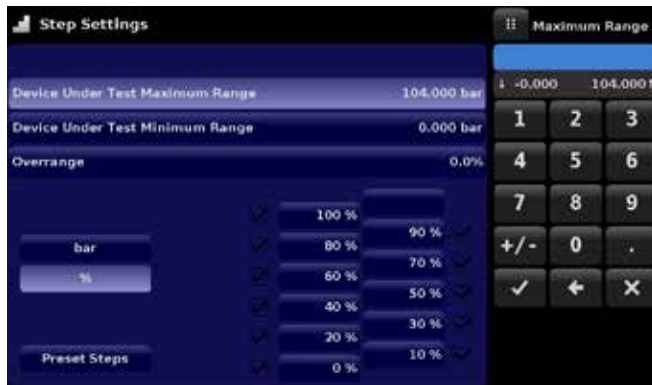 Step Settings
Maximum Range
Device Under Test Maximum Range 104.000 bar
Device Under Test Minimum Range 0.000 bar
Overrange 0.0%
bar
%
Preset Steps
100 %
90 %
80 %
70 %
60 %
50 %
40 %
30 %
20 %
10 %
0 %
-0.000 104.000
1 2 3
4 5 6
7 8 9
+/- 0 .